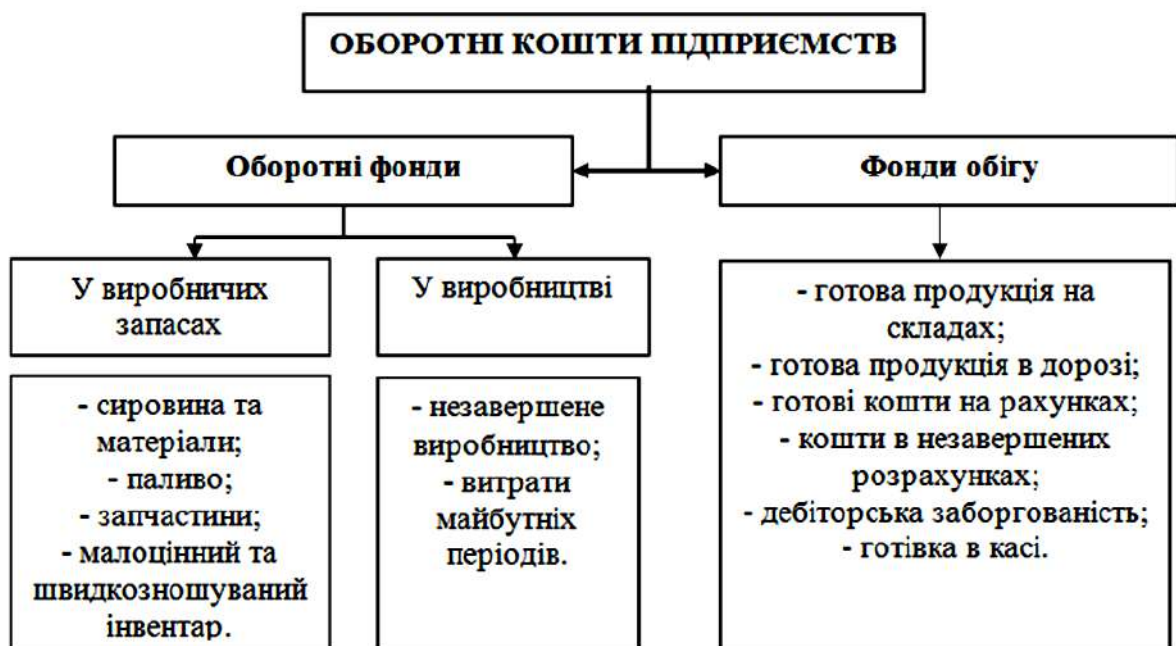 ОБОРОТНІ КОШТИ ПІДПРИЄМСТВ
Оборотні фонди
Фонди обігу
У виробничих
запасах
У виробництві
- сировина та
матеріали;
- паливо;
- запчастини;
- малоцінний та
швидкозношуваний
інвентар.
- незавершене
виробництво;
- витрати
майбутніх
періодів.
- готова продукція на
складах;
- готова продукція в дорозі;
- готові кошти на рахунках;
- кошти в незавершених
розрахунках;
- дебіторська заборгованість;
- готівка в касі.